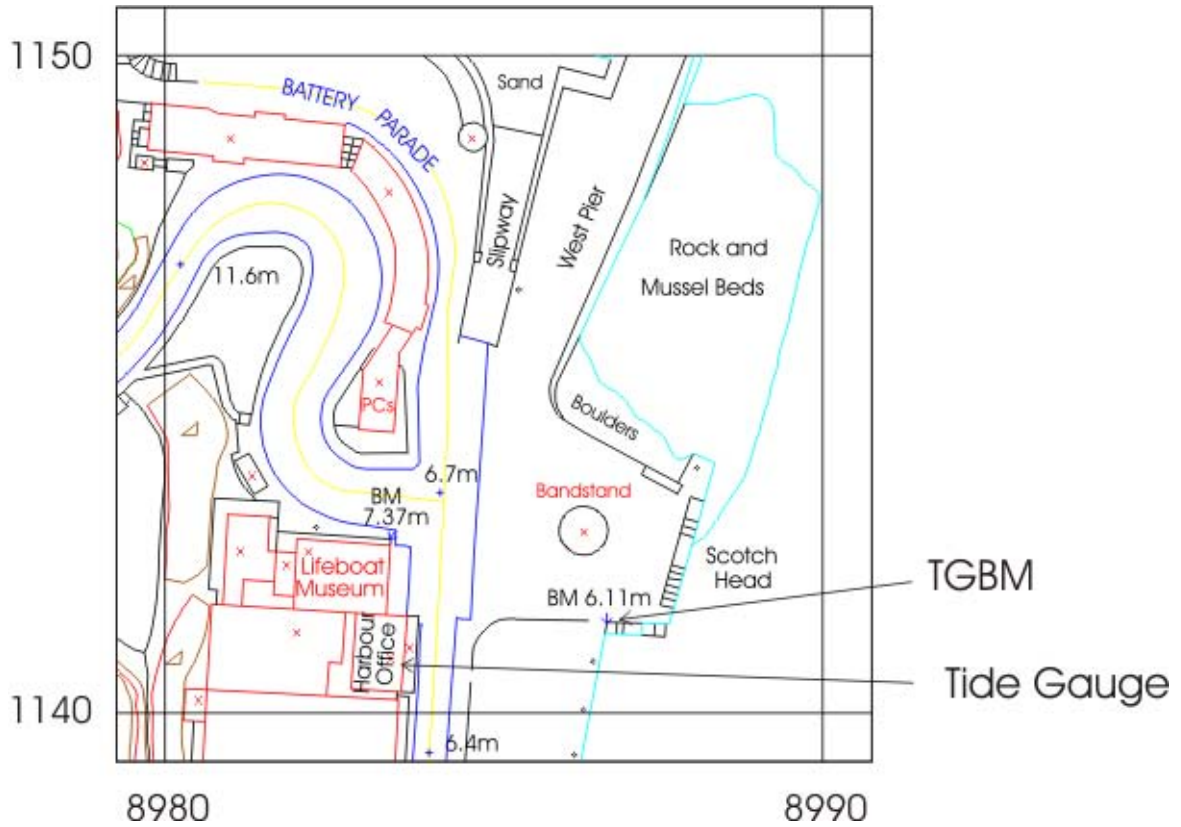 1150
Sand
BATTERY PARADE
Slipway
West Pier
Rock and
Mussel Beds
11.6m
PCs
Boulders
6.7m
BM
7.37m
Bandstand
Lifeboat
Museum
Scotch
Head
TGBM
BM 6.11m
Harbour
Office
Tide Gauge
1140
6.4m
8980
8990